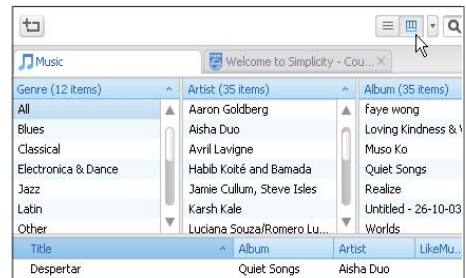 Music
Welcome to Simplicity - Cou...
Genre (12 items)
Artist (35 items)
Album (35 items)
All
Aaron Goldberg
faye wong
Blues
Aisha Duo
Loving Kindness &
Classical
Avril Lavigne
Muso Ko
Electronica & Dance
Habib Koité and Bamada
Quiet Songs
Jazz
Jamie Cullum, Steve Isles
Realize
Latin
Karsh Kale
Untitled - 26-10-03
Other
Luciana Souza/Romero Lu...
Worlds
Title
Album
Artist
LikeMu..
Despertar
Quiet Songs
Aisha Duo